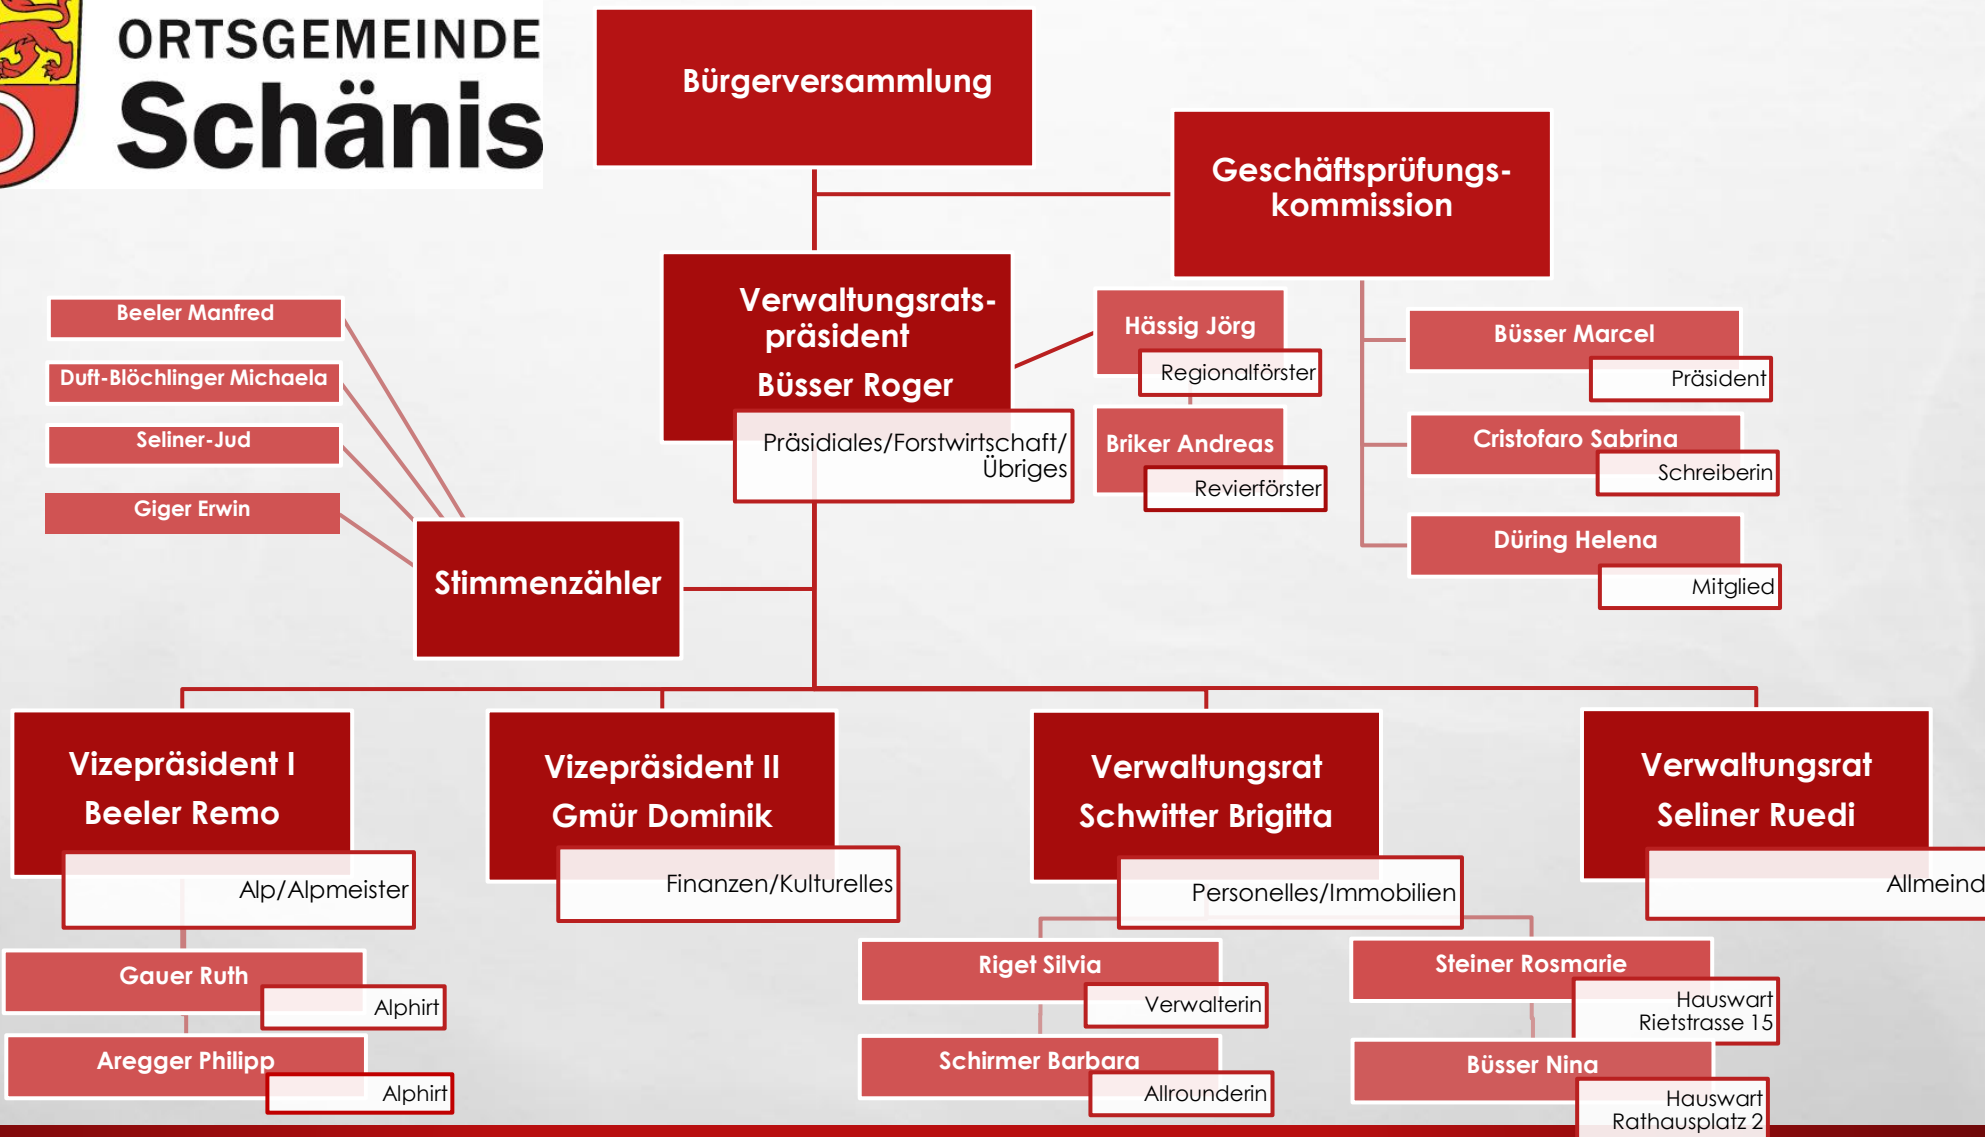 ORTSGEMEINDE
Schänis
Bürgerversammlung
Geschäftsprüfungs-
kommission
Verwaltungsrats-
präsident
Büsser Roger
Präsidiales/Forstwirtschaft/
Übriges
Hässig Jörg
Regionalförster
Briker Andreas
Revierförster
Büsser Marcel
Präsident
Cristofaro Sabrina
Schreiberin
Düring Helena
Mitglied
Beeler Manfred
Duft-Blöchlinger Michaela
Seliner-Jud
Giger Erwin
Stimmenzähler
Vizepräsident I
Beeler Remo
Alp/Alpmeister
Gauer Ruth
Alphirt
Aregger Philipp
Alphirt
Vizepräsident II
Gmür Dominik
Finanzen/Kulturelles
Verwaltungsrat
Schwitter Brigitta
Personelles/Immobilien
Riget Silvia
Verwalterin
Schirmer Barbara
Allrounderin
Steiner Rosmarie
Hauswart
Rietstrasse 15
Büsser Nina
Hauswart
Rathausplatz 2
Verwaltungsrat
Seliner Ruedi
Allmeind